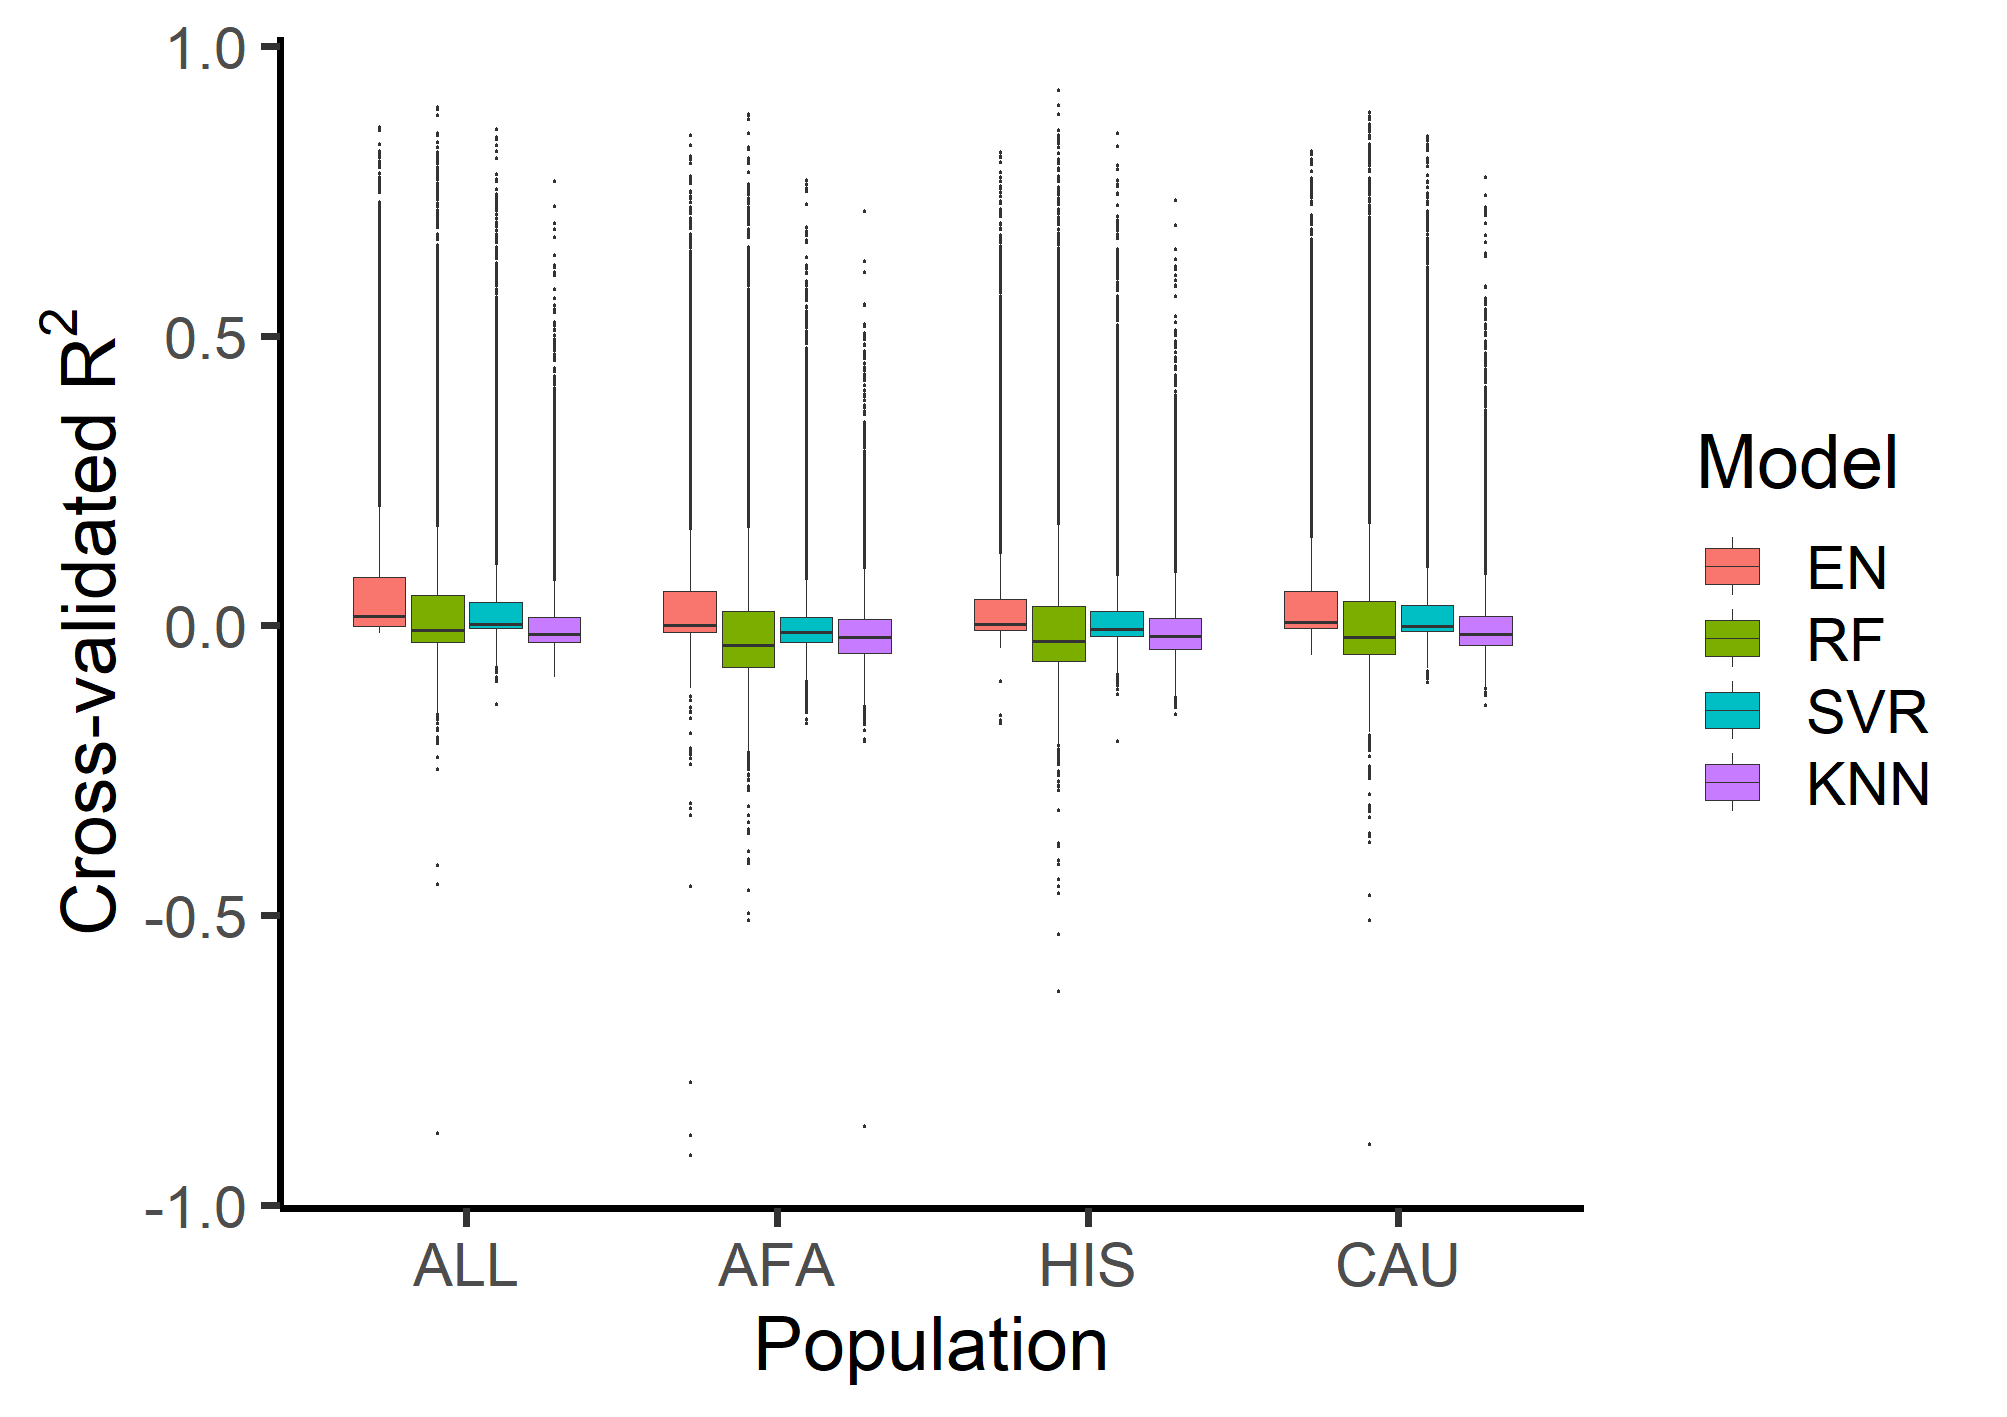 Cross-validated R²
1.0
0.5
0.0
-0.5
-1.0
ALL AFA HIS CAU
Population
Model
EN
RF
SVR
KNN